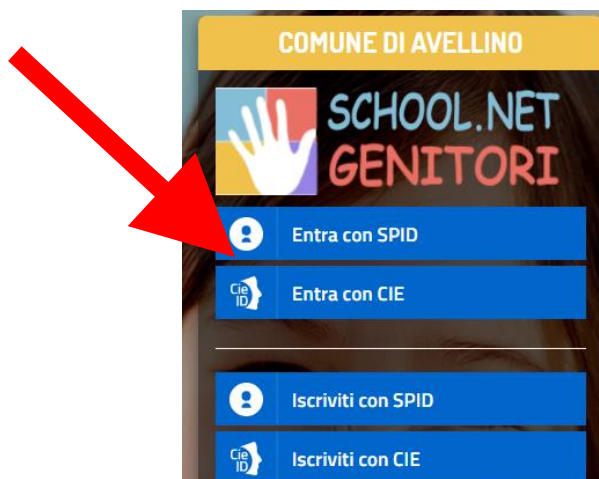 COMUNE DI AVELLINO
SCHOOL.NET
GENITORI
Entra con SPID
Cie
ID
Entra con CIE
Iscriviti con SPID
Cie
ID
Iscriviti con CIE